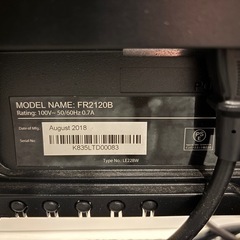 MODEL NAME: FR2120B
Rating: 100V~ 50/60Hz 0.7A
Date of Mfg. August 2018
Serial No. K835LTD00083
Type No.: LE22BW